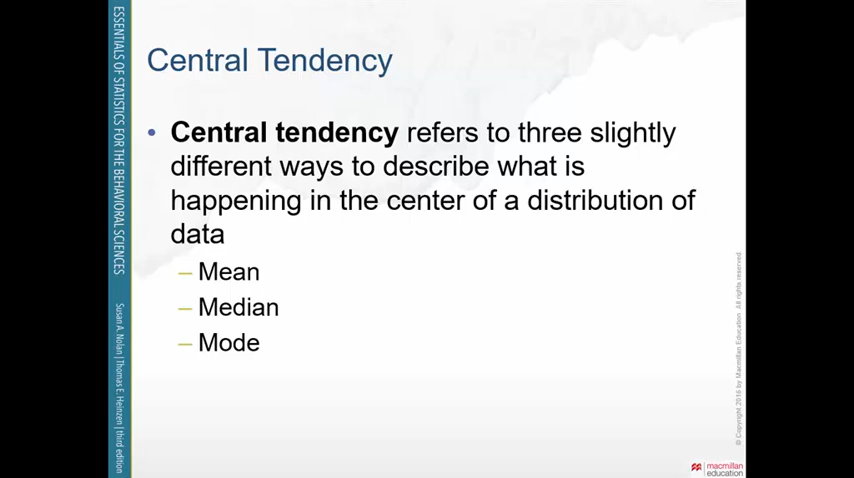 Central Tendency
• Central tendency refers to three slightly
different ways to describe what is
happening in the center of a distribution of
data
– Mean
– Median
– Mode
ESSENTIALS OF STATISTICS FOR THE BEHAVIORAL SCIENCES
Susan A. Nolan | Thomas E. Heinzen | third edition
© Copyright 2016 by Macmillan Education All rights reserved
macmillan
education